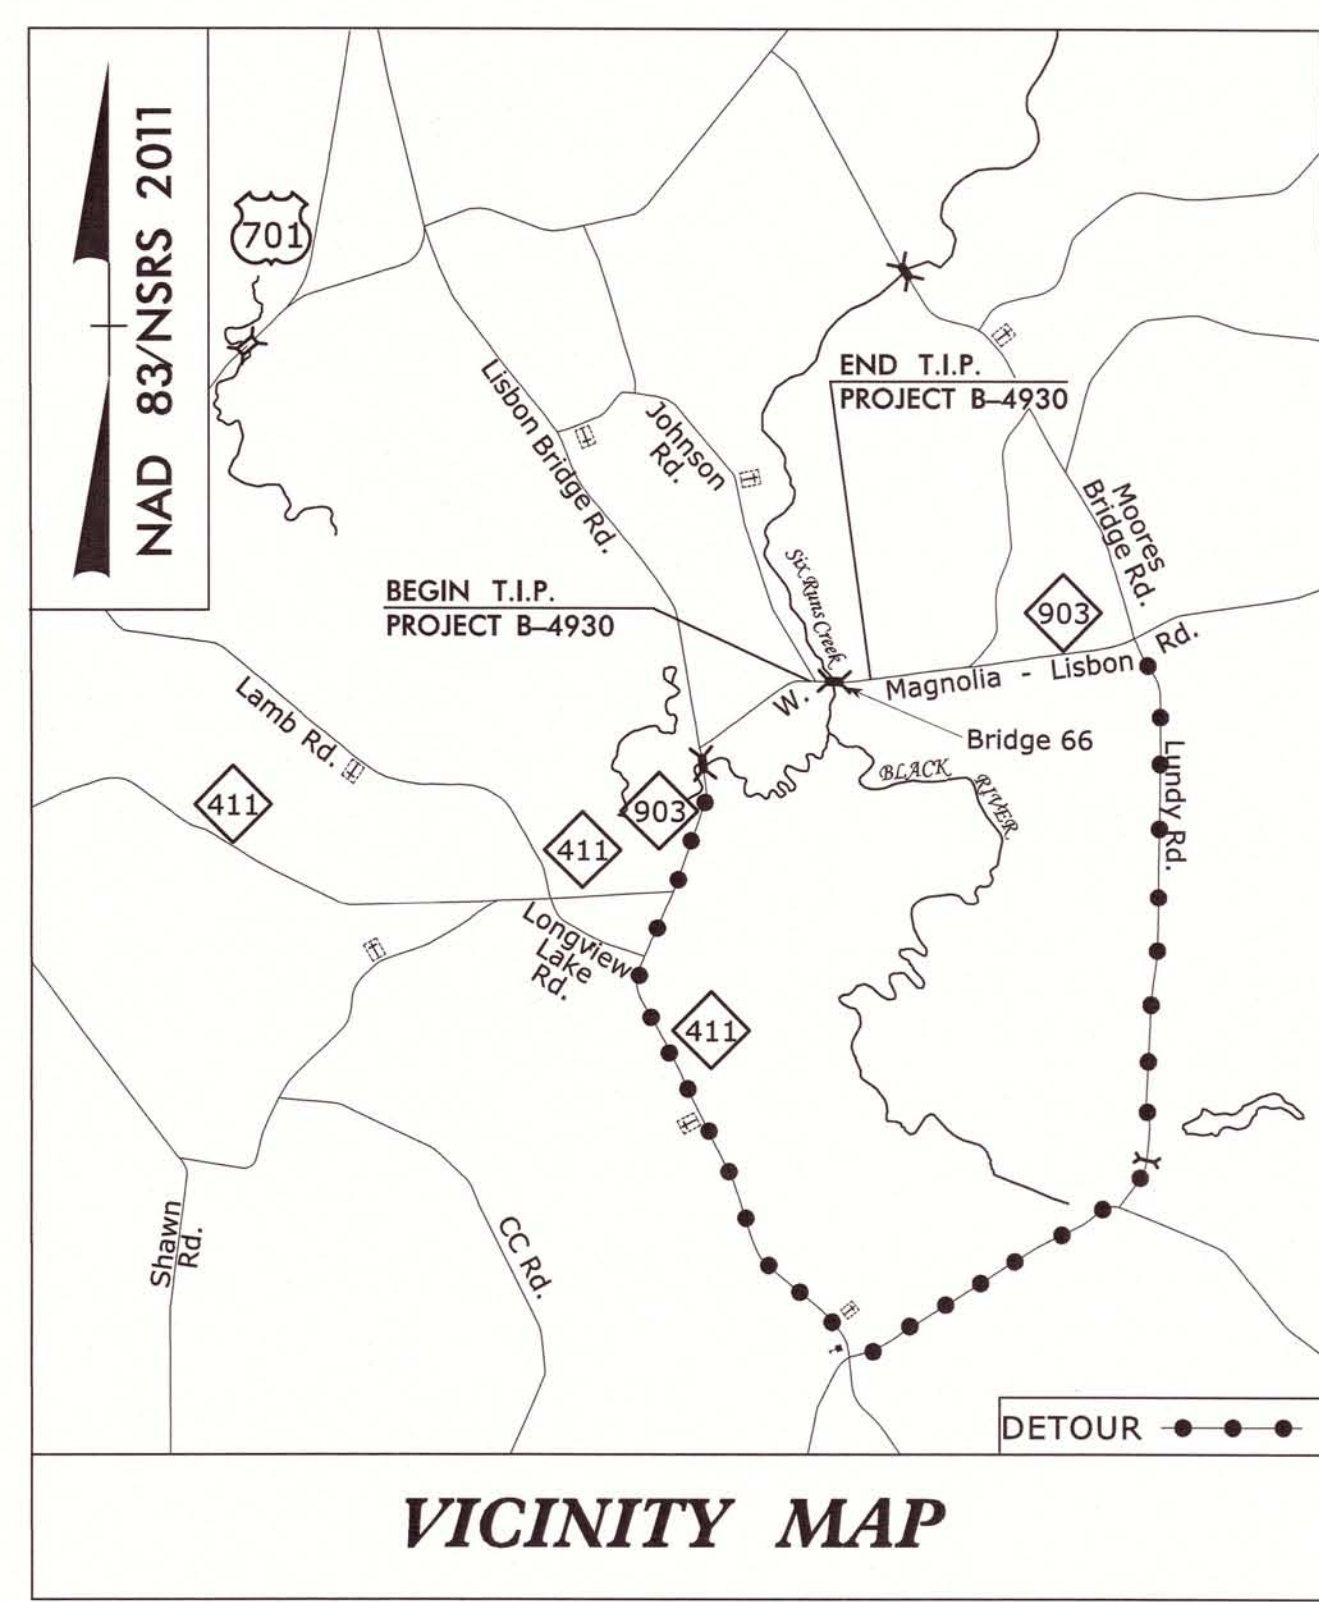 NAD 83/NSRS 2011
701
END T.I.P.
PROJECT B-4930
Lisbon Bridge Rd.
Johnson
Rd.
Moores
Bridge Rd.
Six Runs Creek
BEGIN T.I.P.
PROJECT B-4930
903
W. Magnolia - Lisbon Rd.
Bridge 66
Lamb Rd.
BLACK RIVER
Lundy Rd.
411
903
411
Longview
Lake
Rd.
411
Shawn
Rd.
CC Rd.
DETOUR
VICINITY MAP